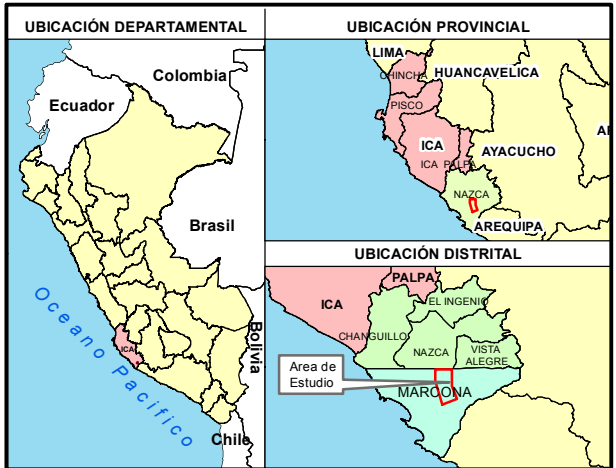 UBICACIÓN DEPARTAMENTAL
Colombia
Ecuador
Brasil
Oceano Pacifico
ICA
Bolivia
Chile
UBICACIÓN PROVINCIAL
LIMA
CHINCHA
HUANCAVELICA
PISCO
ICA
ICA
PALPA
AYACUCHO
NAZCA
AREQUIPA
UBICACIÓN DISTRITAL
PALPA
ICA
EL INGENIO
CHANGUILLO
NAZCA
VISTA
ALEGRE
Area de
Estudio
MARCONA